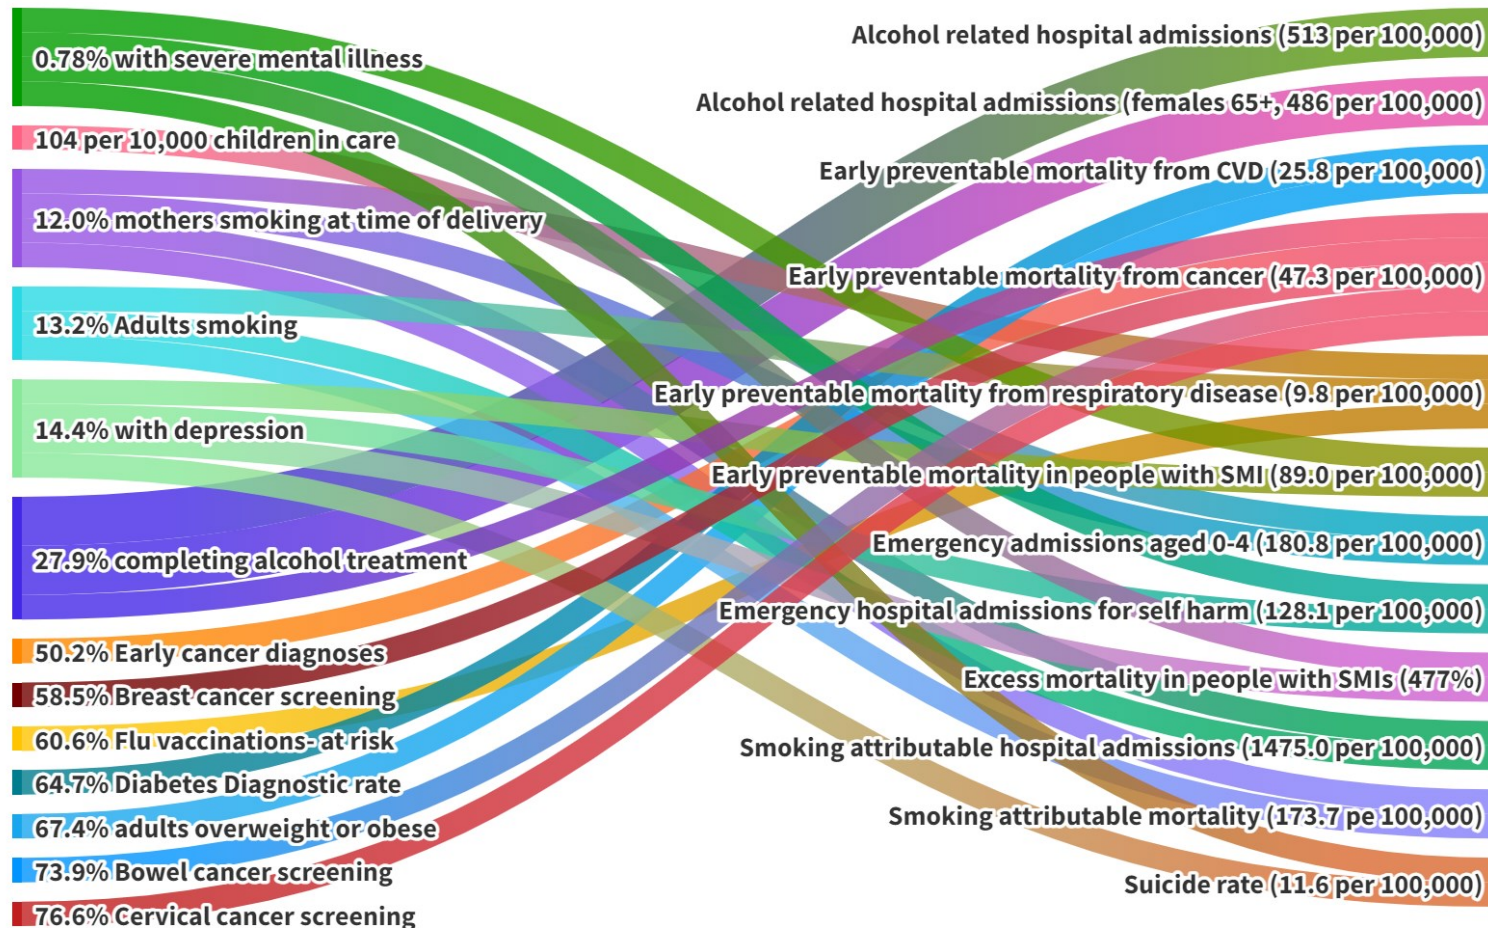 0.78% with severe mental illness
104 per 10,000 children in care
12.0% mothers smoking at time of delivery
13.2% Adults smoking
14.4% with depression
27.9% completing alcohol treatment
50.2% Early cancer diagnoses
58.5% Breast cancer screening
60.6% Flu vaccinations- at risk
64.7% Diabetes Diagnostic rate
67.4% adults overweight or obese
73.9% Bowel cancer screening
76.6% Cervical cancer screening
Alcohol related hospital admissions (513 per 100,000)
Alcohol related hospital admissions (females 65+, 486 per 100,000)
Early preventable mortality from CVD (25.8 per 100,000)
Early preventable mortality from cancer (47.3 per 100,000)
Early preventable mortality from respiratory disease (9.8 per 100,000)
Early preventable mortality in people with SMI (89.0 per 100,000)
Emergency admissions aged 0-4 (180.8 per 100,000)
Emergency hospital admissions for self harm (128.1 per 100,000)
Excess mortality in people with SMIs (477%)
Smoking attributable hospital admissions (1475.0 per 100,000)
Smoking attributable mortality (173.7 pe 100,000)
Suicide rate (11.6 per 100,000)